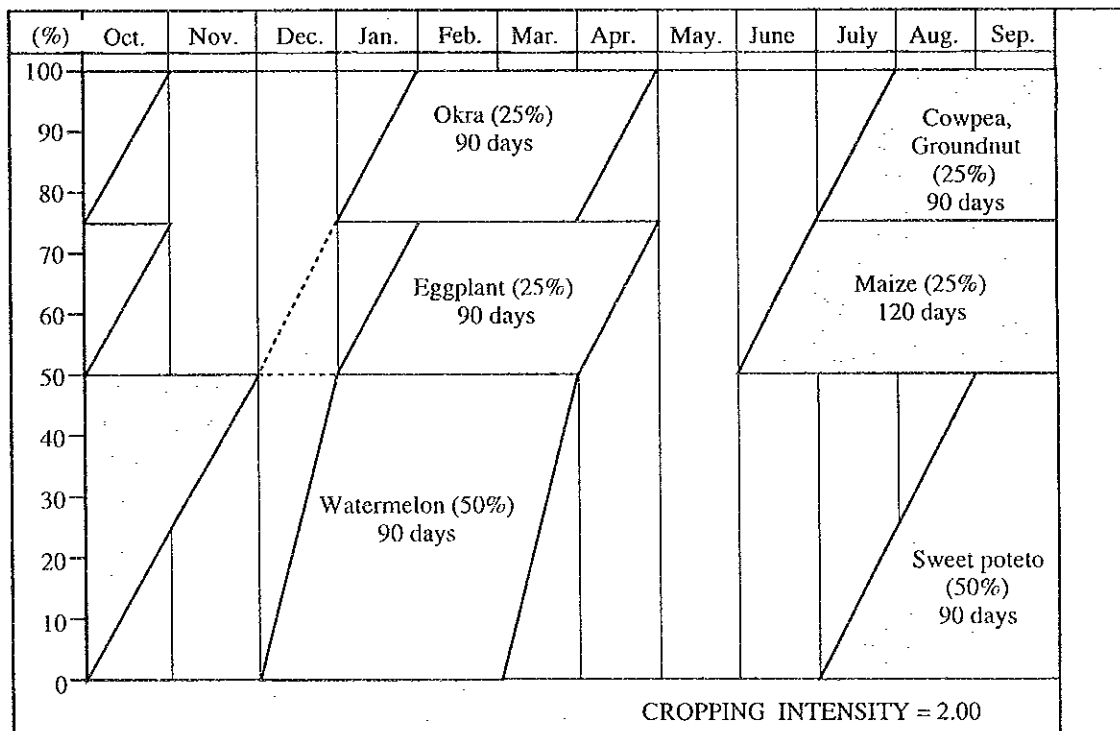 (%) Oct. Nov. Dec. Jan. Feb. Mar. Apr. May. June July Aug. Sep.
100
90
80
70
60
50
40
30
20
10
0
Okra (25%)
90 days
Cowpea,
Groundnut
(25%)
90 days
Eggplant (25%)
90 days
Maize (25%)
120 days
Watermelon (50%)
90 days
Sweet poteto
(50%)
90 days
CROPPING INTENSITY = 2.00